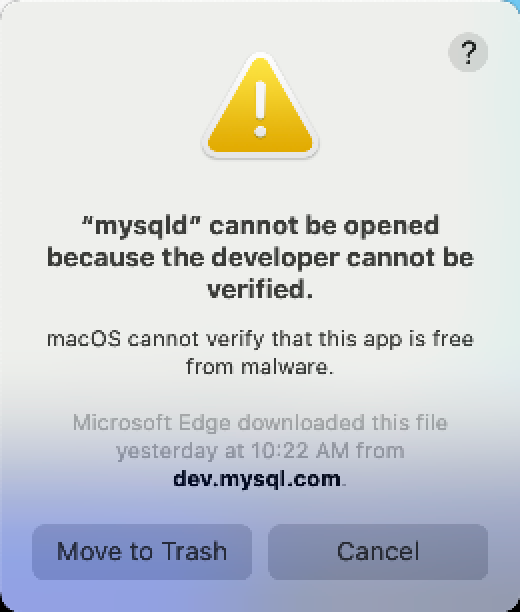 ?
“mysqld” cannot be opened
because the developer cannot be
verified.
macOS cannot verify that this app is free
from malware.
Microsoft Edge downloaded this file
yesterday at 10:22 AM from
dev.mysql.com.
Move to Trash
Cancel